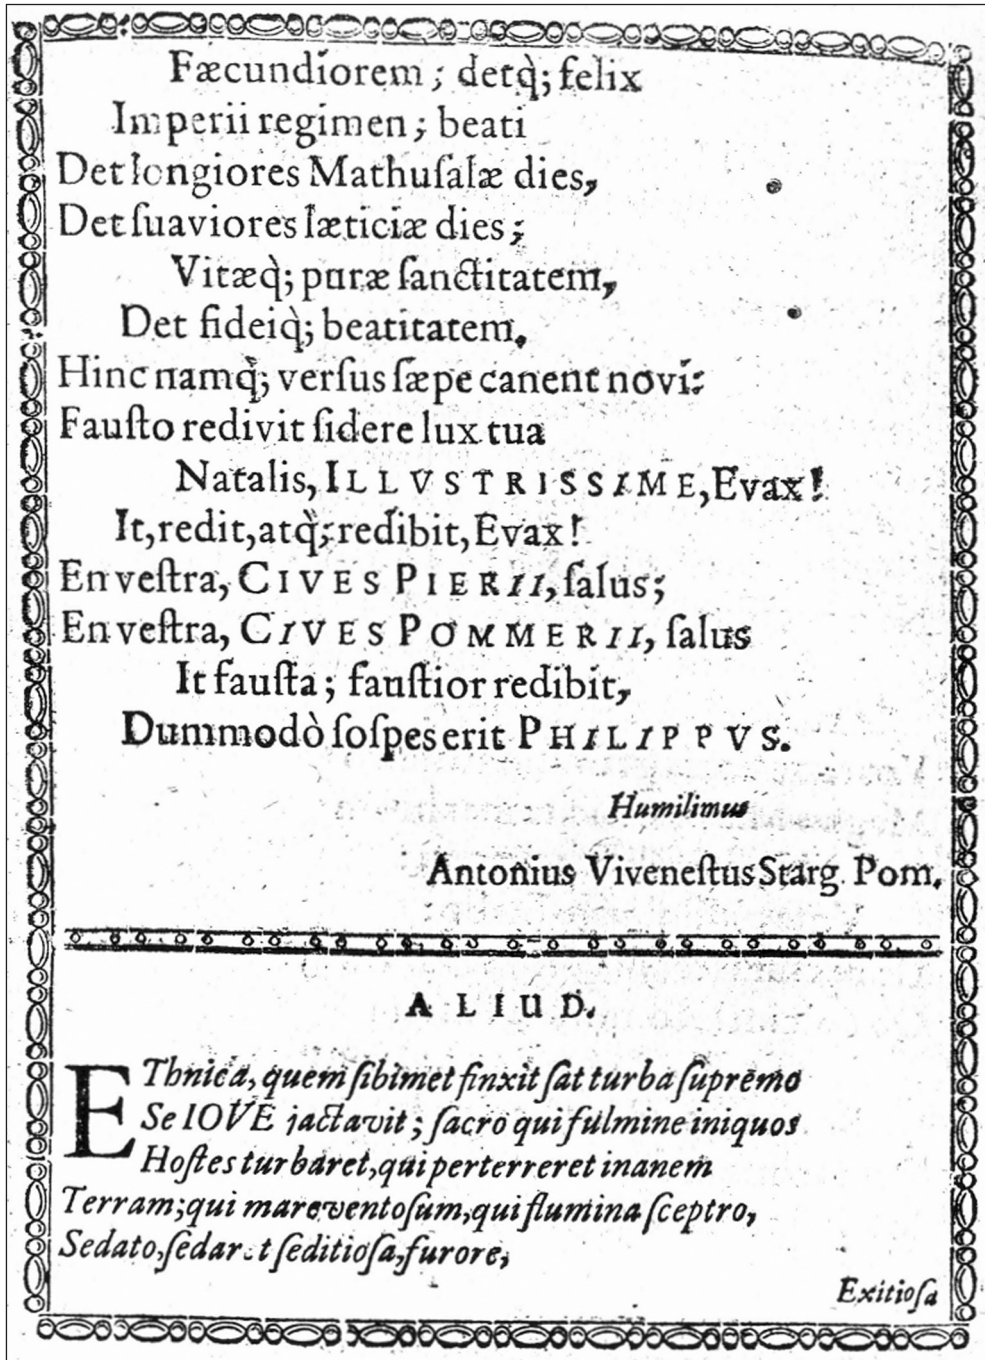 Fæcundiorem; detq̀; felix
Imperii regimen; beati
Det longiores Mathuſalæ dies,
Det ſuaviores læticiæ dies;
Vitæq̀; puræ ſanctitatem,
Det fideiq̀; beatitatem.
Hinc namq̀; verſus ſæpe canent novi:
Fauſto redivit ſidere lux tua
Natalis, ILLVSTRISSIME, Evax!
It, redit, atq̀; redibit, Evax!
En veſtra, CIVES PIERII, ſalus;
En veſtra, CIVES POMMERII, ſalus
It fauſta; fauſtior redibit,
Dummodò ſoſpes erit PHILIPPVS.
Humilimus
Antonius Viveneſtus Starg. Pom.
ALIUD.
EThnica, quem ſibimet finxit ſat turba ſupremo
Se IOVE jactavit; ſacro qui fulmine iniquos
Hoſtes turbaret, qui perterreret inanem
Terram; qui mare ventoſum, qui flumina ſceptro,
Sedato, ſedaret ſeditioſa, furore,
Exitioſa